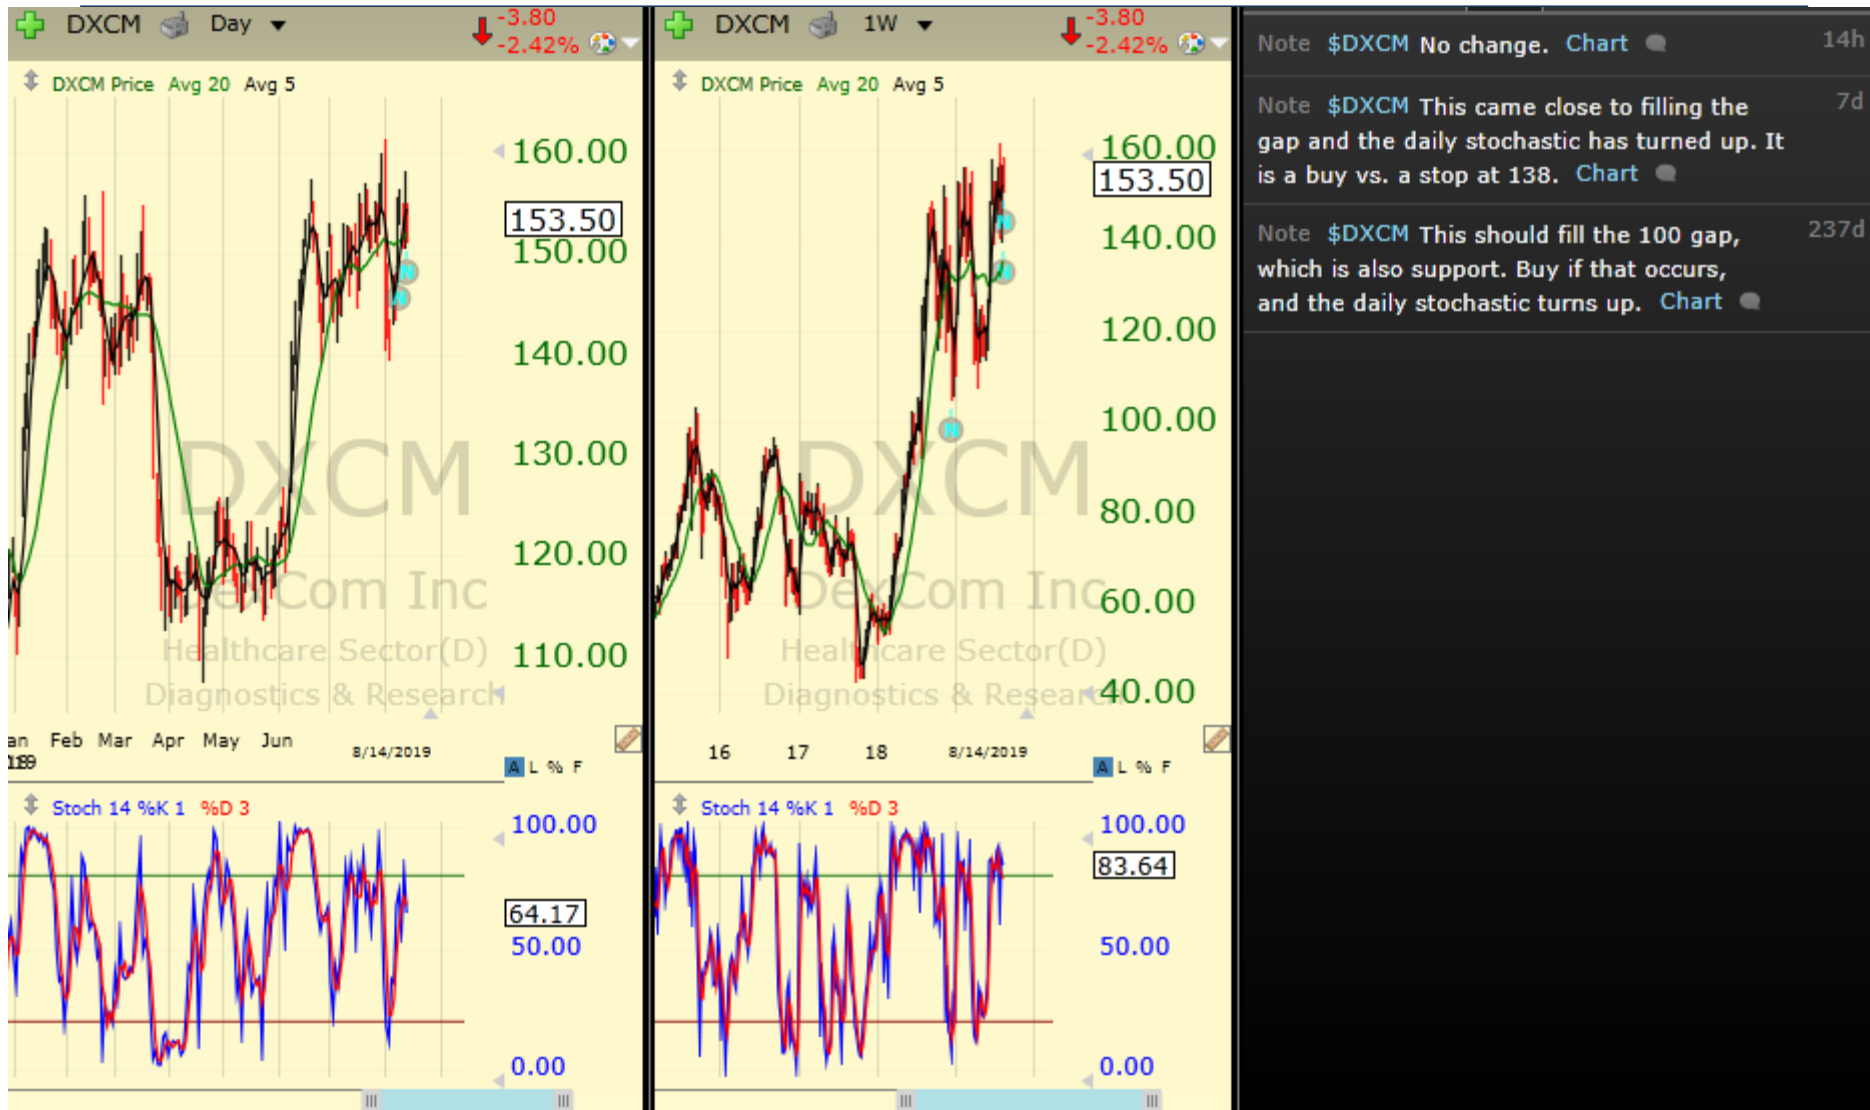 DXCM Day
-3.80
-2.42%
DXCM Price Avg 20 Avg 5
160.00
153.50
150.00
140.00
130.00
120.00
110.00
DXCM
DexCom Inc
Healthcare Sector(D)
Diagnostics & Research
Feb Mar Apr May Jun
8/14/2019
A L % F
Stoch 14 %K 1 %D 3
100.00
64.17
50.00
0.00
DXCM 1W
-3.80
-2.42%
DXCM Price Avg 20 Avg 5
160.00
153.50
140.00
120.00
100.00
80.00
60.00
40.00
N
N
N
N
N
DXCM
DexCom Inc
Healthcare Sector(D)
Diagnostics & Research
16 17 18 8/14/2019
A L % F
Stoch 14 %K 1 %D 3
100.00
83.64
50.00
0.00
Note $DXCM No change. Chart 14h
Note $DXCM This came close to filling the 7d
gap and the daily stochastic has turned up. It
is a buy vs. a stop at 138. Chart
Note $DXCM This should fill the 100 gap, 237d
which is also support. Buy if that occurs,
and the daily stochastic turns up. Chart